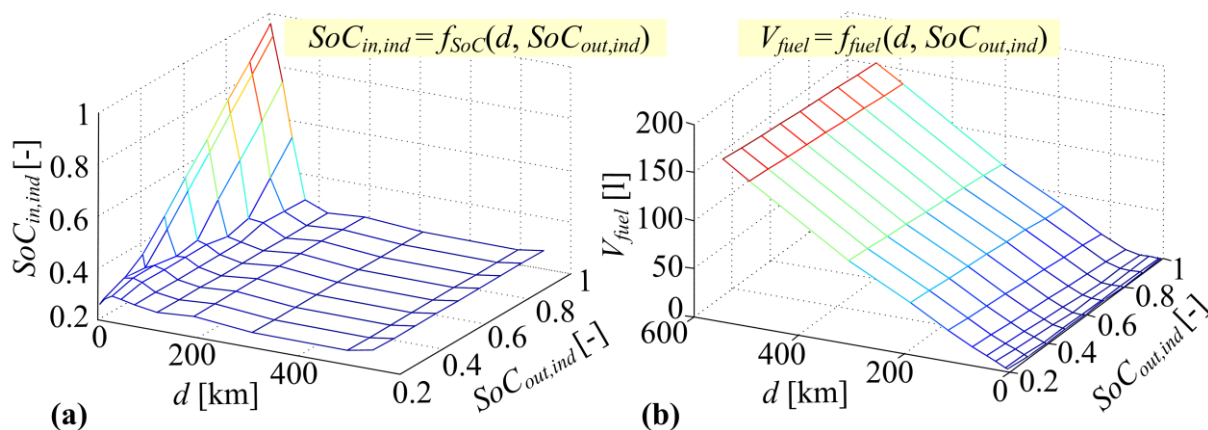 SoC_in,ind = f_SoC(d, SoC_out,ind)
V_fuel = f_fuel(d, SoC_out,ind)
SoC_in,ind [-]
1
0.8
0.6
0.4
0.2
0
200
400
d [km]
0.2
0.4
0.6
0.8
1
SoC_out,ind [-]
(a)
V_fuel [l]
200
150
100
50
0
600
400
200
0
d [km]
0.2
0.4
0.6
0.8
1
SoC_out,ind [-]
(b)